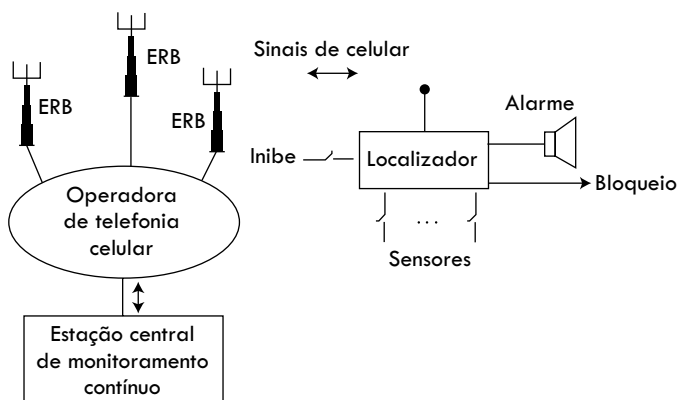 ERB
ERB
ERB
Sinais de celular
Alarme
Inibe
Localizador
Bloqueio
Sensores
...
Operadora
de telefonia
celular
Estação central
de monitoramento
contínuo